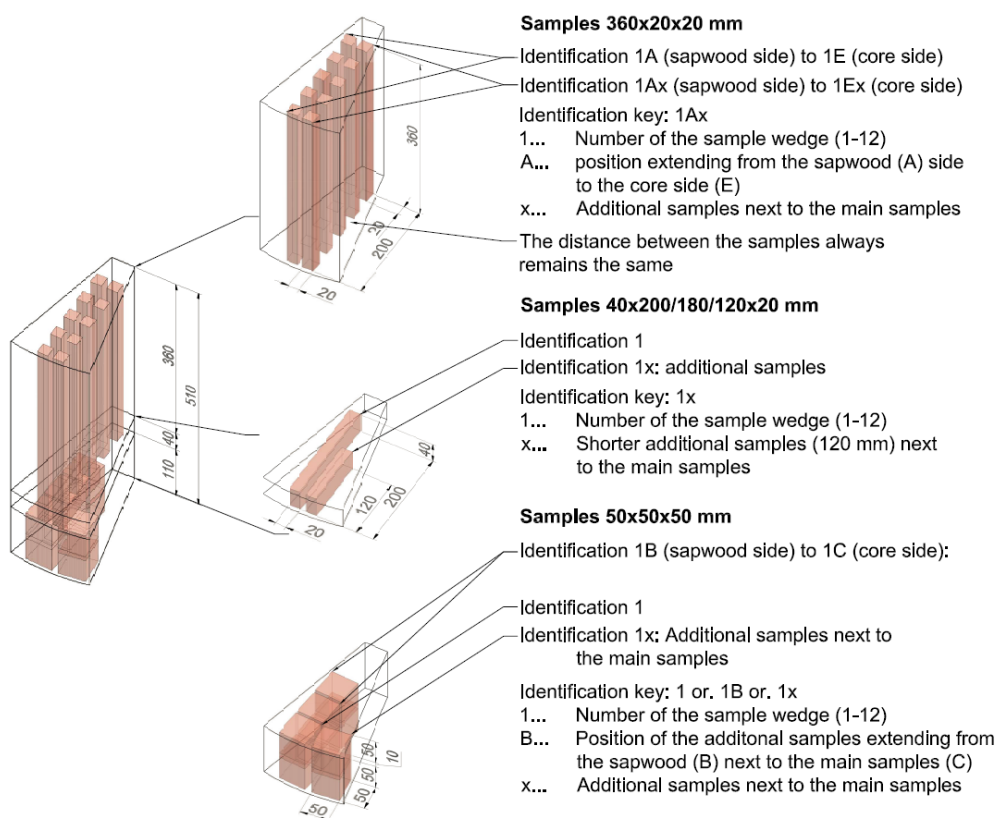 Samples 360x20x20 mm
Identification 1A (sapwood side) to 1E (core side)
Identification 1Ax (sapwood side) to 1Ex (core side)
Identification key: 1Ax
1... Number of the sample wedge (1-12)
A... position extending from the sapwood (A) side
to the core side (E)
x... Additional samples next to the main samples
The distance between the samples always
remains the same
360
20
200
20
Samples 40x200/180/120x20 mm
Identification 1
Identification 1x: additional samples
Identification key: 1x
1... Number of the sample wedge (1-12)
x... Shorter additional samples (120 mm) next
to the main samples
360
510
40
110
40
120
200
20
Samples 50x50x50 mm
Identification 1B (sapwood side) to 1C (core side):
Identification 1
Identification 1x: Additional samples next to
the main samples
Identification key: 1 or. 1B or. 1x
1... Number of the sample wedge (1-12)
B... Position of the additonal samples extending from
the sapwood (B) next to the main samples (C)
x... Additional samples next to the main samples
50
10
50
50
50